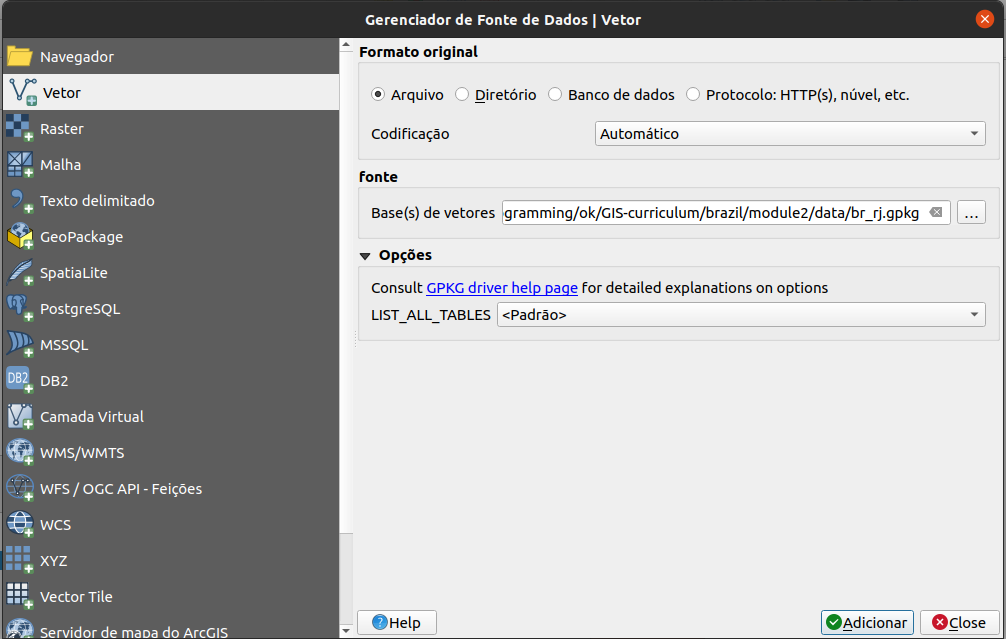 Gerenciador de Fonte de Dados | Vetor
Navegador
Vetor
Raster
Malha
Texto delimitado
GeoPackage
SpatiaLite
PostgreSQL
MSSQL
DB2
DB2
Camada Virtual
WMS/WMTS
WFS / OGC API - Feições
WCS
XYZ
Vector Tile
Servidor de mapa do ArcGIS
Formato original
Arquivo Diretório Banco de dados Protocolo: HTTP(s), núvel, etc.
Codificação Automático
fonte
Base(s) de vetores gramming/ok/GIS-curriculum/brazil/module2/data/br_rj.gpkg ...
Opções
Consult GPKG driver help page for detailed explanations on options
LIST_ALL_TABLES <Padrão>
Help Adicionar Close